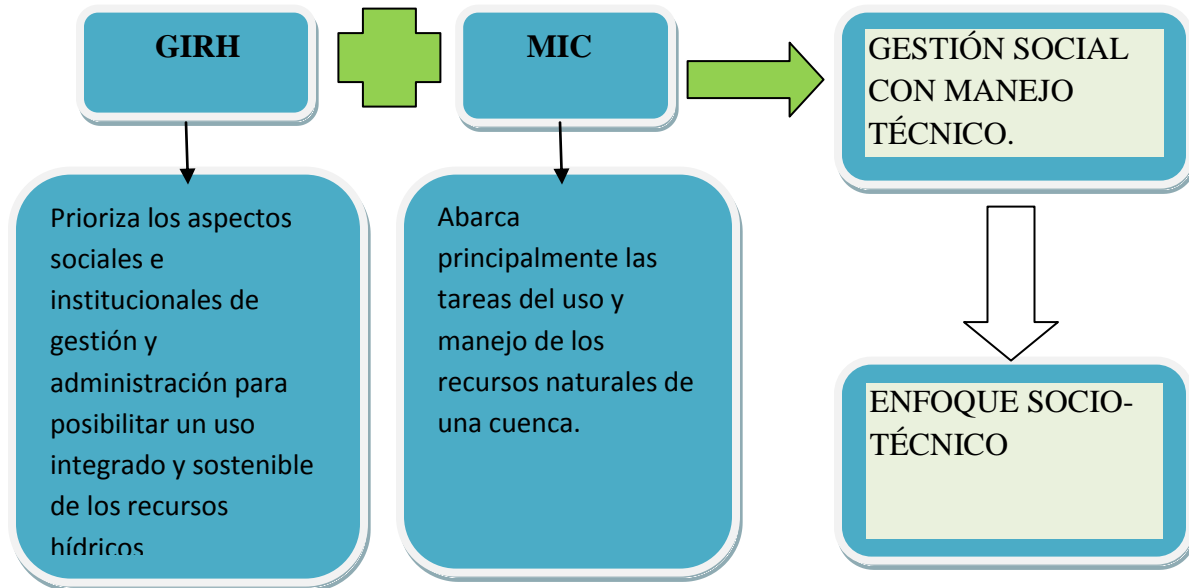 GIRH
MIC
GESTIÓN SOCIAL
CON MANEJO
TÉCNICO.
Prioriza los aspectos
sociales e
institucionales de
gestión y
administración para
posibilitar un uso
integrado y sostenible
de los recursos
hídricos
Abarca
principalmente las
tareas del uso y
manejo de los
recursos naturales de
una cuenca.
ENFOQUE SOCIO-
TÉCNICO